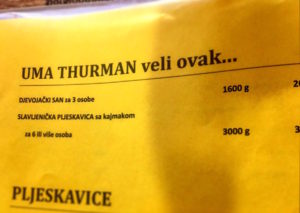 UMA THURMAN veli ovak...
DJEVOJAČKI SAN za 3 osobe 1600 g
SLAVLJENIČKA PLJESKAVICA sa kajmakom
za 6 ili više osoba 3000 g
PLJESKAVICE